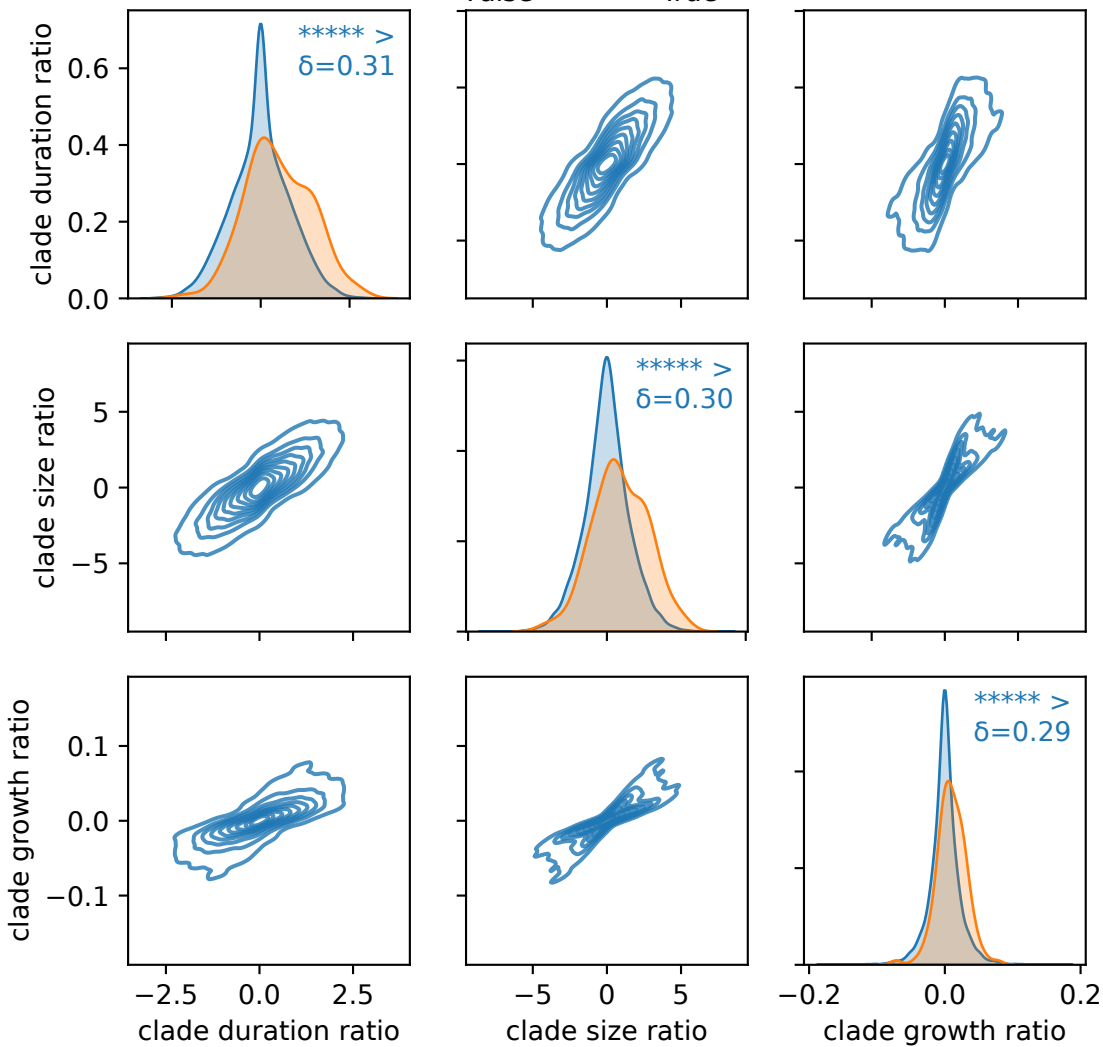 ***** >
δ=0.31
clade duration ratio
0.6
0.4
0.2
0.0
***** >
δ=0.30
clade size ratio
5
0
−5
***** >
δ=0.29
clade growth ratio
0.1
0.0
−0.1
−2.5 0.0 2.5 −5 0 5 −0.2 0.0 0.2
clade duration ratio clade size ratio clade growth ratio